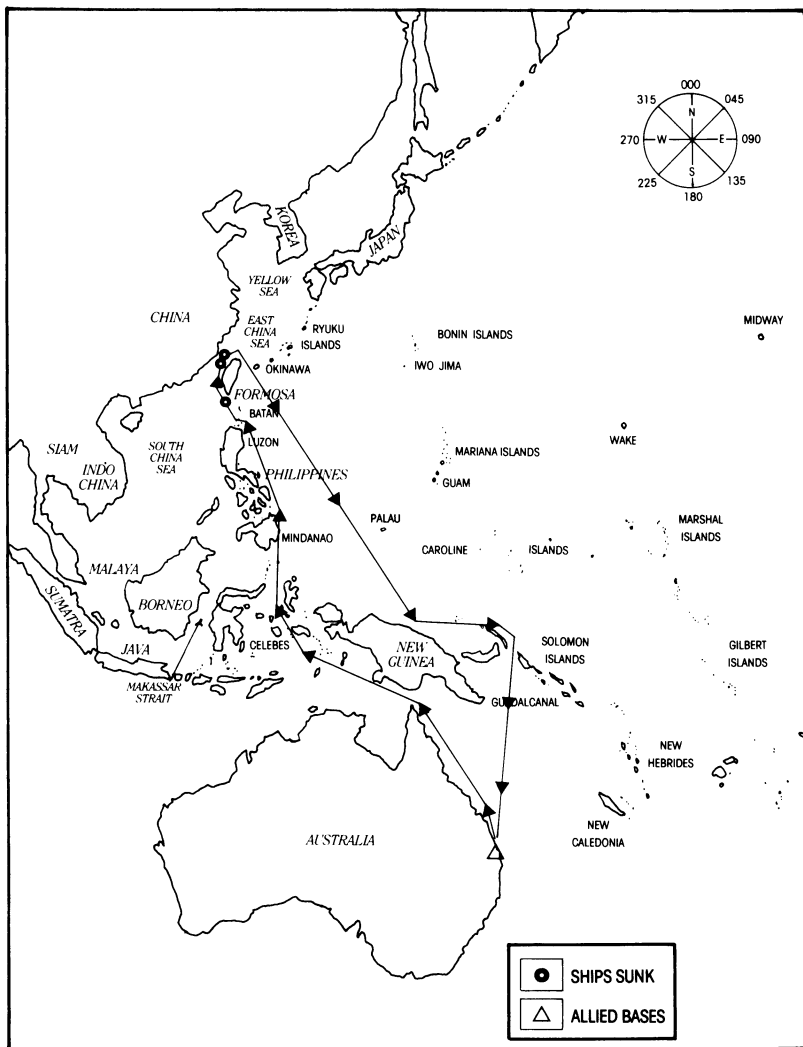 000
315
045
N
270
W
E
090
S
225
135
180
KOREA
JAPAN
YELLOW
SEA
CHINA
EAST
CHINA
SEA
RYUKU
ISLANDS
BONIN ISLANDS
MIDWAY
OKINAWA
IWO JIMA
FORMOSA
BATAN
LUZON
WAKE
SIAM
INDO
CHINA
SOUTH
CHINA
SEA
MARIANA ISLANDS
PHILIPPINES
GUAM
PALAU
MINDANAO
CAROLINE
ISLANDS
MARSHAL
ISLANDS
MALAYA
SUMATRA
BORNEO
CELEBES
NEW
GUINEA
SOLOMON
ISLANDS
GILBERT
ISLANDS
JAVA
MAKASSAR
STRAIT
GUADALCANAL
NEW
HEBRIDES
NEW
CALEDONIA
AUSTRALIA
SHIPS SUNK
ALLIED BASES